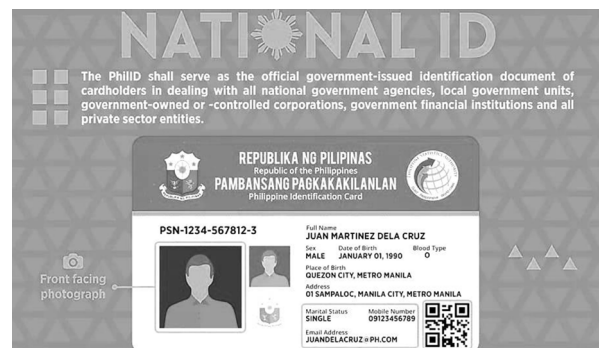 NATIONAL ID
The PhilID shall serve as the official government-issued identification document of
cardholders in dealing with all national government agencies, local government units,
government-owned or -controlled corporations, government financial institutions and all
private sector entities.
REPUBLIKA NG PILIPINAS
Republic of the Philippines
PAMBANSANG PAGKAKAKILANLAN
Philippine Identification Card
PSN-1234-567812-3
Full Name
JUAN MARTINEZ DELA CRUZ
Sex Date of Birth Blood Type
MALE JANUARY 01, 1990 O
Place of Birth
QUEZON CITY, METRO MANILA
Address
01 SAMPALOC, MANILA CITY, METRO MANILA
Marital Status Mobile Number
SINGLE 09123456789
Email Address
JUANDELACRUZ@PH.COM
Front facing
photograph